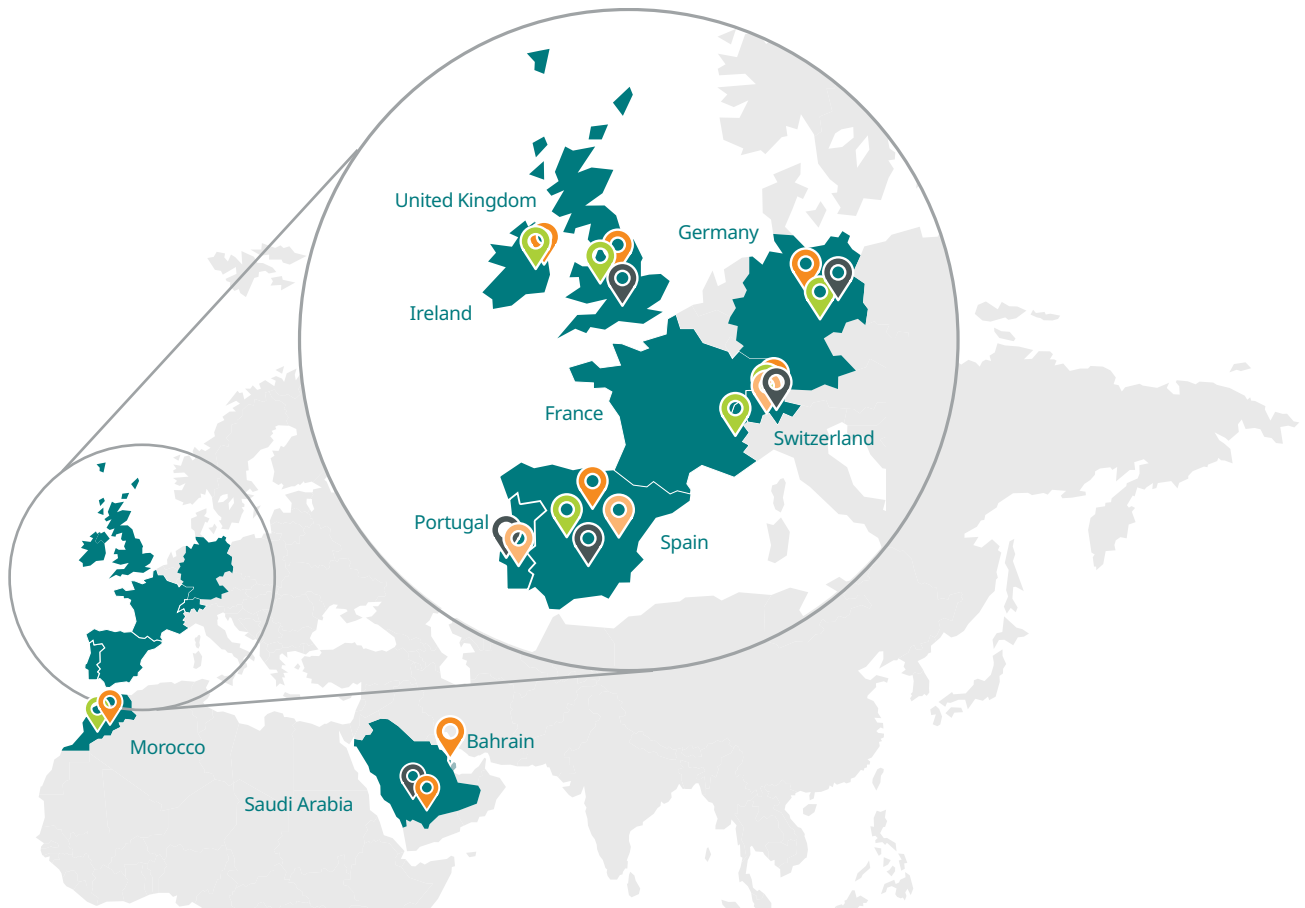 United Kingdom
Germany
Ireland
France
Switzerland
Portugal
Spain
Morocco
Bahrain
Saudi Arabia